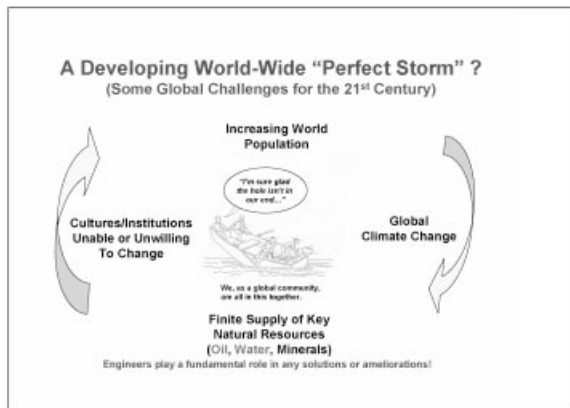 A Developing World-Wide “Perfect Storm” ?
(Some Global Challenges for the 21st Century)
Increasing World
Population
"I'm sure glad
the hole isn't in
our end..."
Cultures/Institutions
Unable or Unwilling
To Change
Global
Climate Change
We, as a global community,
are all in this together.
Finite Supply of Key
Natural Resources
(Oil, Water, Minerals)
Engineers play a fundamental role in any solutions or ameliorations!